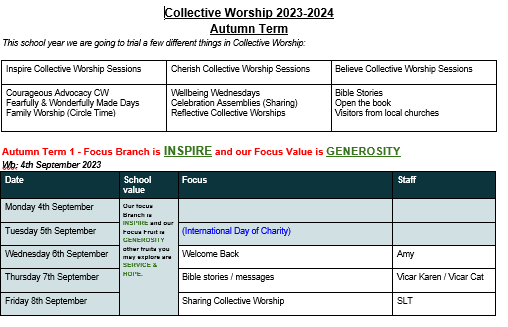 Collective Worship 2023-2024
Autumn Term
This school year we are going to trial a few different things in Collective Worship:
Inspire Collective Worship Sessions
Cherish Collective Worship Sessions
Believe Collective Worship Sessions
Courageous Advocacy CW
Fearfully & Wonderfully Made Days
Family Worship (Circle Time)
Wellbeing Wednesdays
Celebration Assemblies (Sharing)
Reflective Collective Worships
Bible Stories
Open the book
Visitors from local churches
Autumn Term 1 - Focus Branch is INSPIRE and our Focus Value is GENEROSITY
Wb: 4th September 2023
Date
School
value
Focus
Staff
Monday 4th September
Our focus
Branch is
INSPIRE and our
Focus Fruit is
GENEROSITY
other fruits you
may explore are
SERVICE &
HOPE.
Tuesday 5th September
(International Day of Charity)
Wednesday 6th September
Welcome Back
Amy
Thursday 7th September
Bible stories / messages
Vicar Karen / Vicar Cat
Friday 8th September
Sharing Collective Worship
SLT